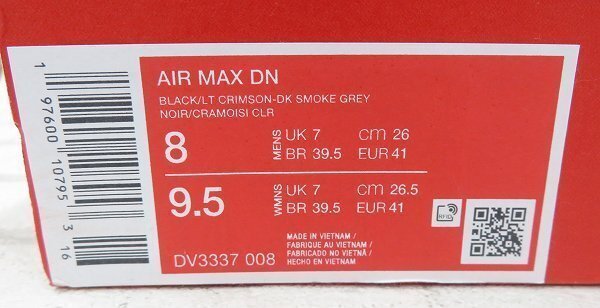 AIR MAX DN
BLACK/LT CRIMSON-DK SMOKE GREY
NOIR/CRAMOISI CLR
8 MENS UK 7 cm 26
BR 39.5 EUR 41
9.5 WMNS UK 7 cm 26.5
BR 39.5 EUR 41
RFID
MADE IN VIETNAM /
FABRIQUE AU VIETNAM /
FABRICADO NO VIETNÃ /
HECHO EN VIETNAM
DV3337 008
1 97600 10795 3 16